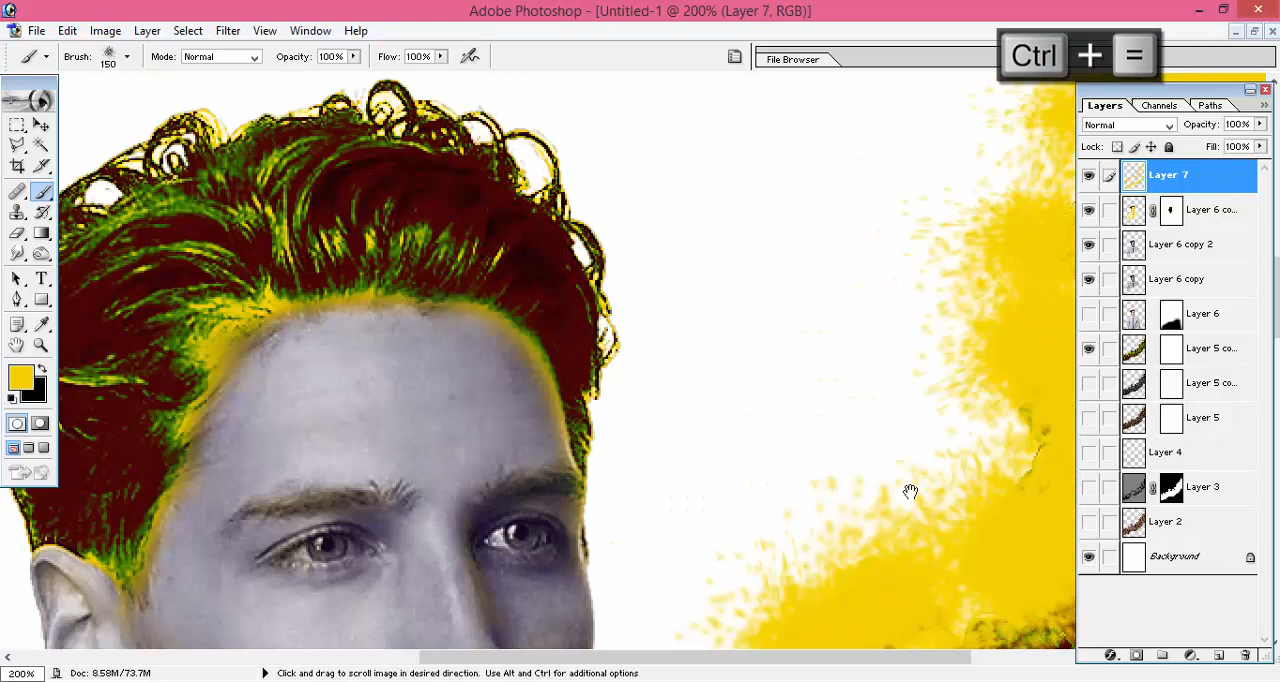 Adobe Photoshop - [Untitled-1 @ 200% (Layer 7, RGB)]
File Edit Image Layer Select Filter View Window Help
Brush: 150 Mode: Normal Opacity: 100% Flow: 100% File Browser
Ctrl + =
Layers Channels Paths
Normal Opacity: 100%
Lock: Fill: 100%
Layer 7
Layer 6 co...
Layer 6 copy 2
Layer 6 copy
Layer 6
Layer 5 co...
Layer 5 co...
Layer 5
Layer 4
Layer 3
Layer 2
Background
T
200% Doc: 8.58M/73.7M Click and drag to scroll image in desired direction. Use Alt and Ctrl for additional options